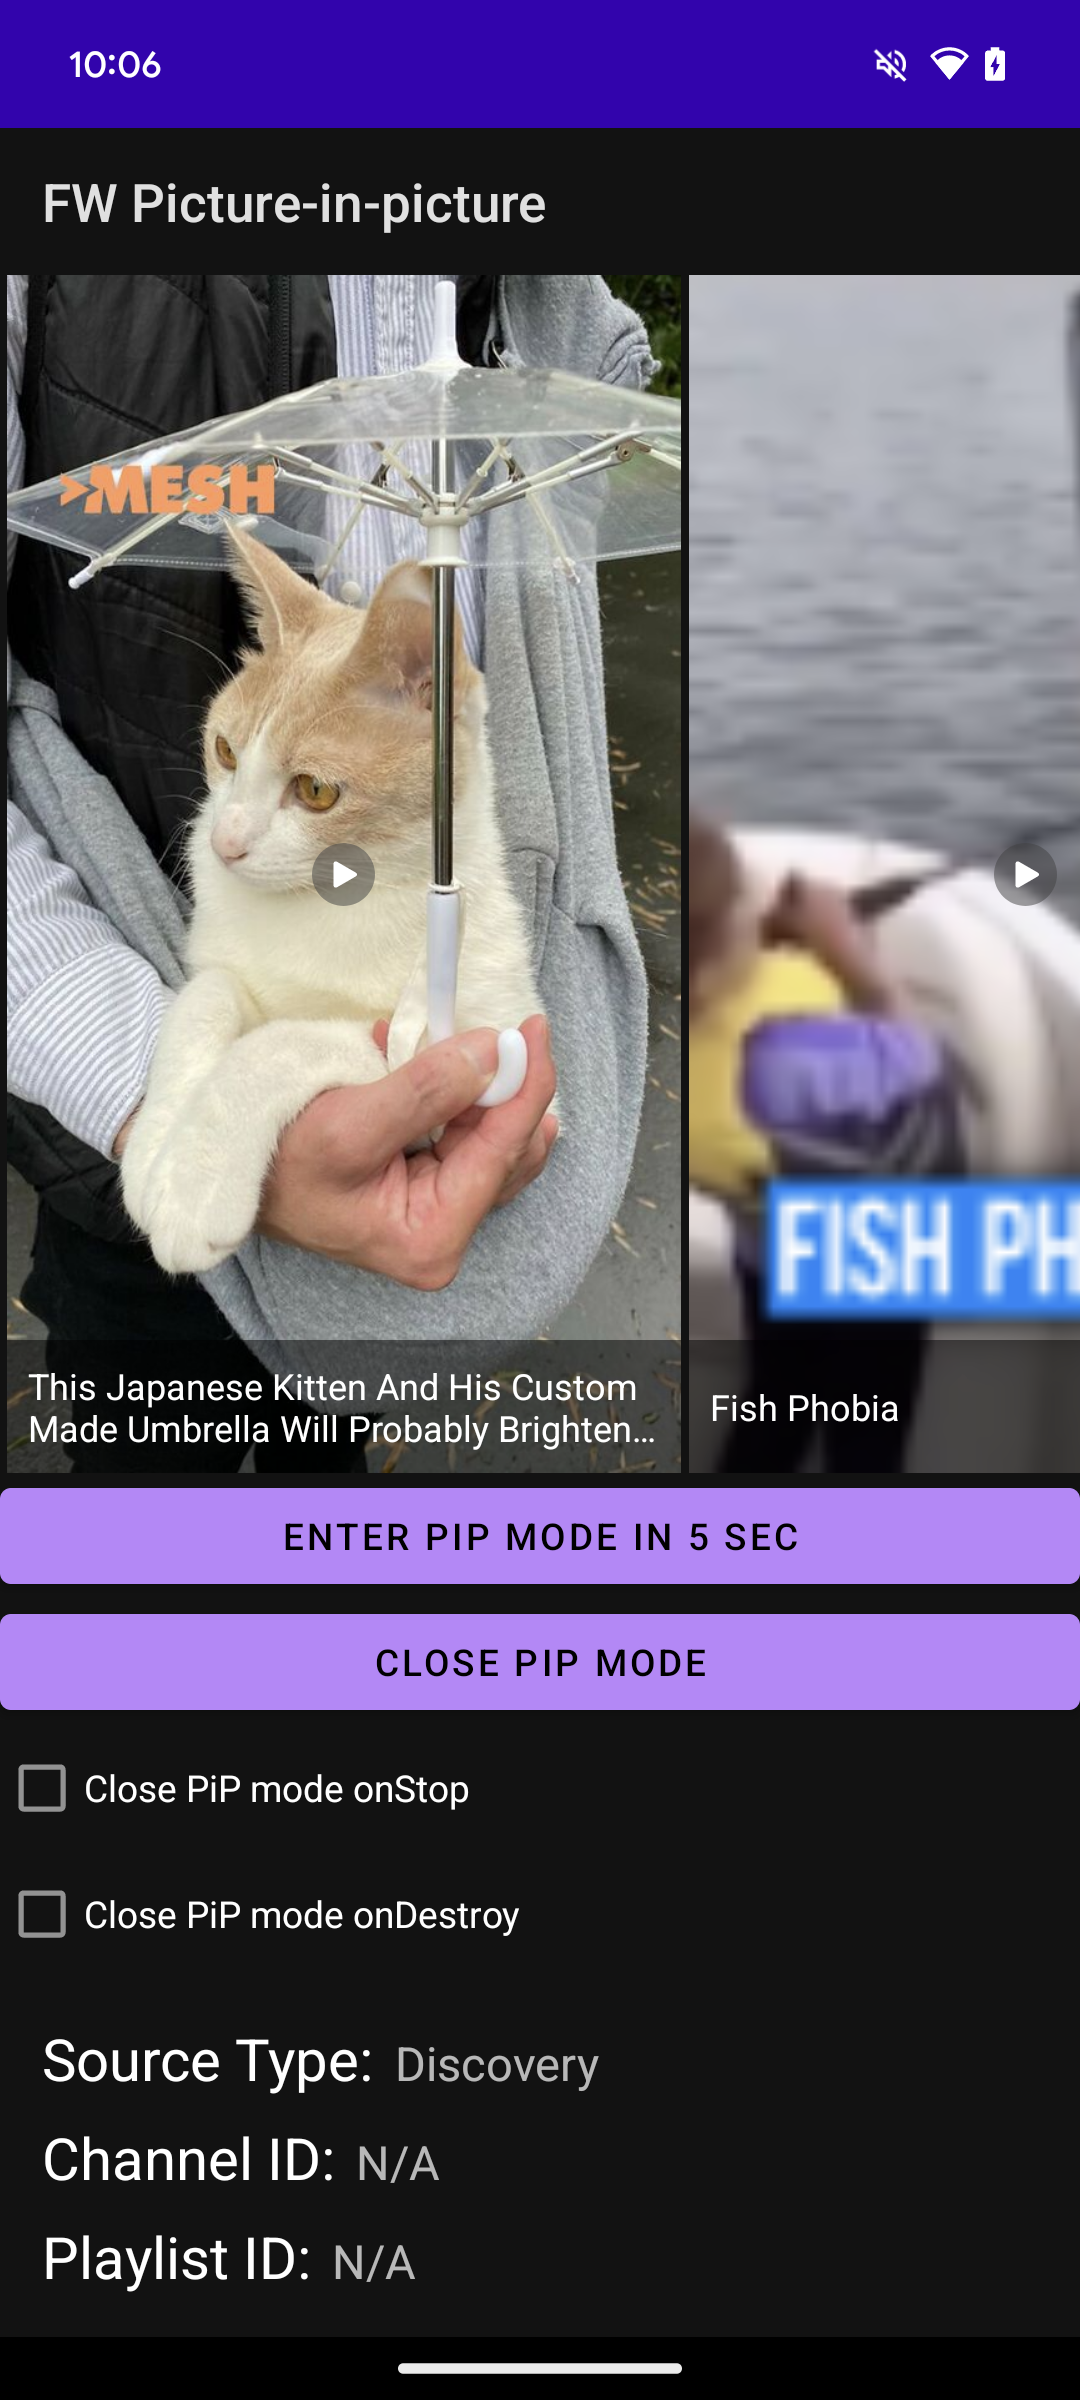 10:06
FW Picture-in-picture
>MESH
FISH PH
This Japanese Kitten And His Custom
Made Umbrella Will Probably Brighten...
Fish Phobia
ENTER PIP MODE IN 5 SEC
CLOSE PIP MODE
Close PiP mode onStop
Close PiP mode onDestroy
Source Type: Discovery
Channel ID: N/A
Playlist ID: N/A